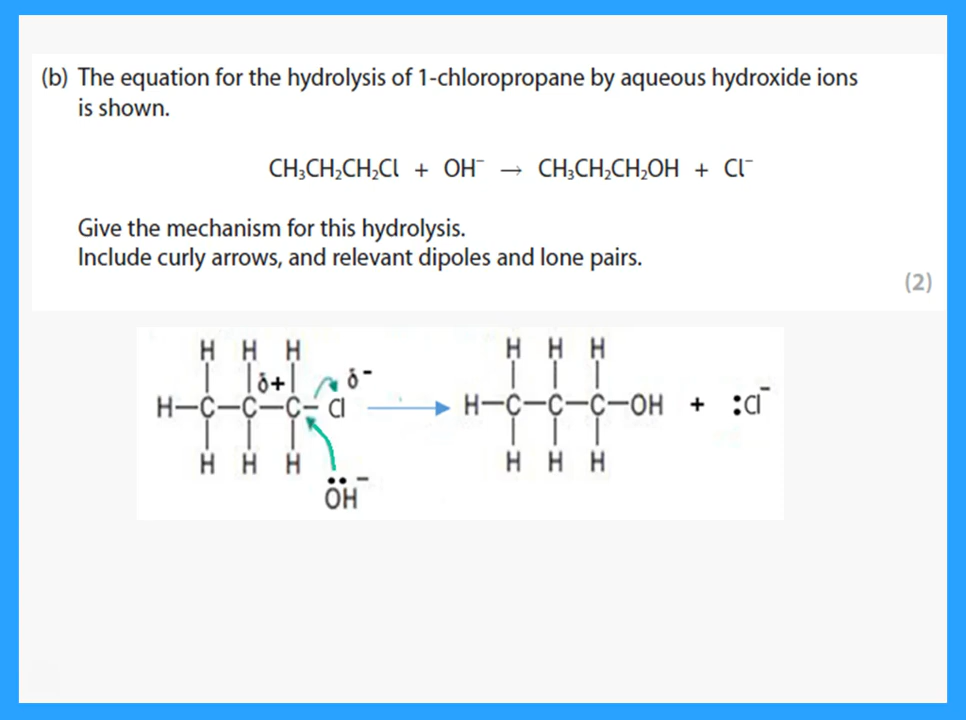 (b) The equation for the hydrolysis of 1-chloropropane by aqueous hydroxide ions
is shown.
CH₃CH₂CH₂Cl + OH⁻ → CH₃CH₂CH₂OH + Cl⁻
Give the mechanism for this hydrolysis.
Include curly arrows, and relevant dipoles and lone pairs.
(2)
H H H H H H
δ+ δ-
H-C-C-C-Cl → H-C-C-C-OH + :Cl⁻
H H H H H H
ÖH⁻